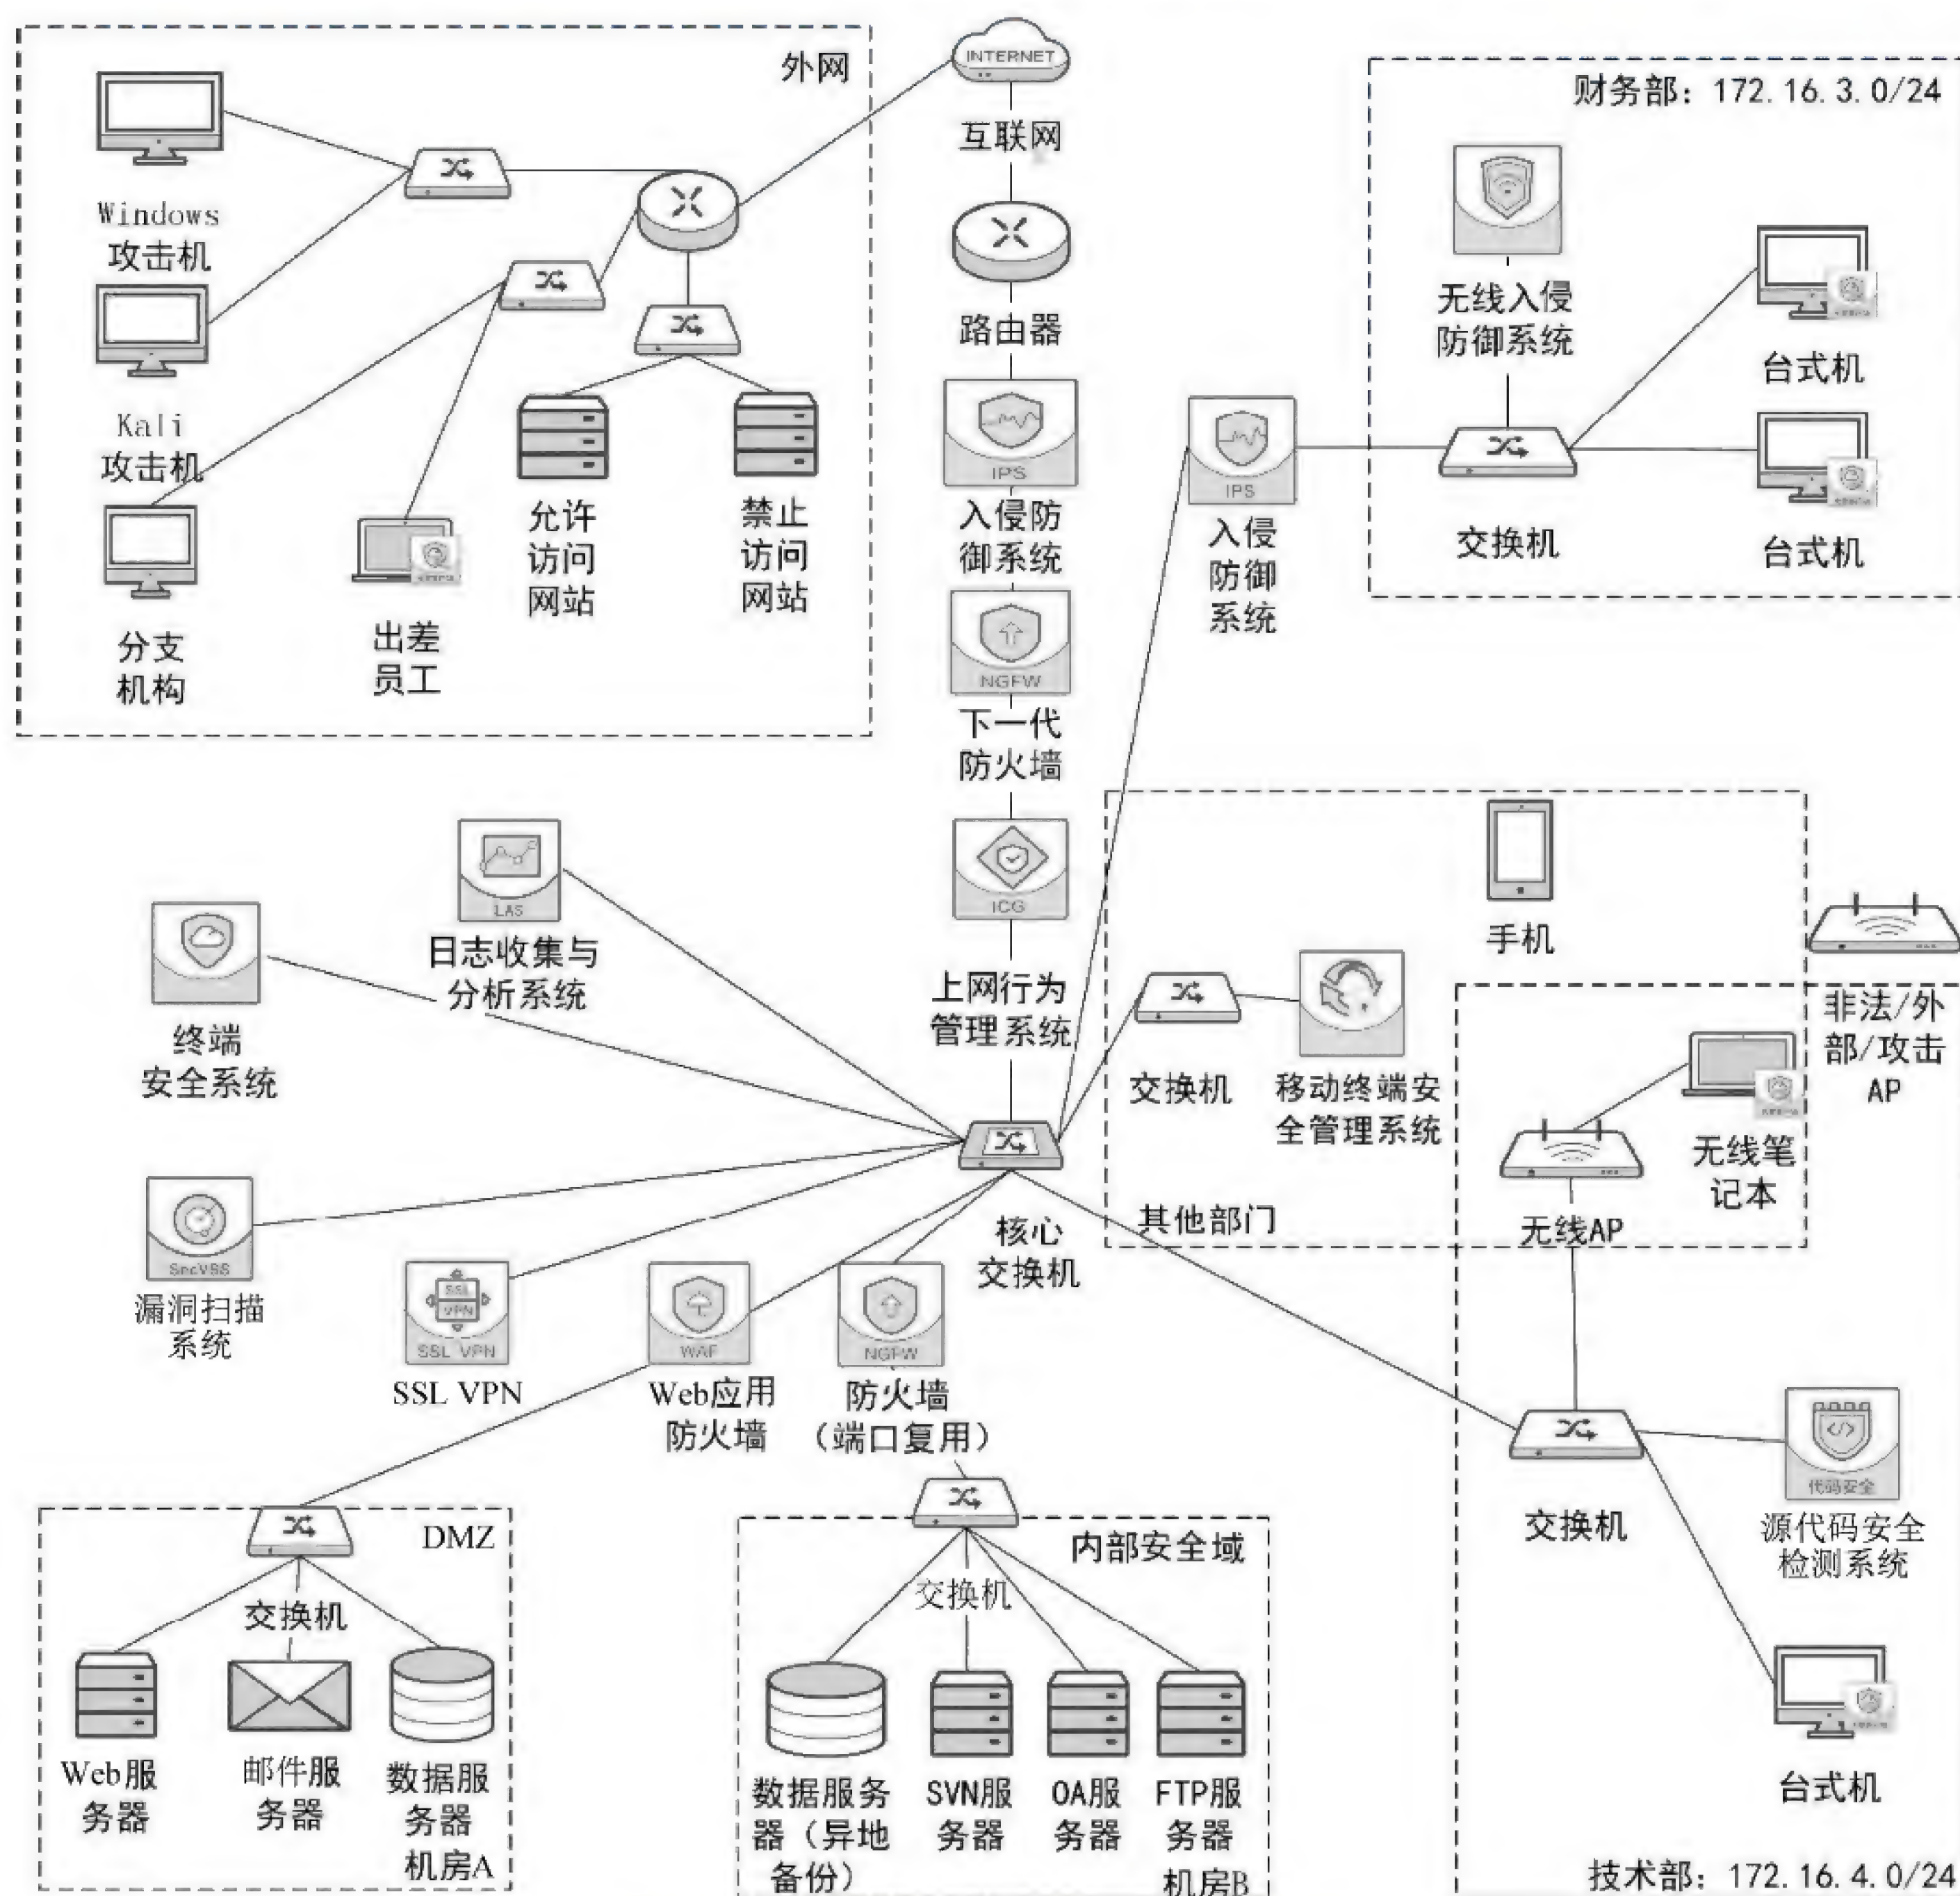 外网
Windows
攻击机
Kali
攻击机
分支
机构
出差
员工
允许
访问
网站
禁止
访问
网站
INTERNET
互联网
路由器
IPS
入侵防
御系统
NGFW
下一代
防火墙
ICG
上网行为
管理系统
IPS
入侵
防御
系统
财务部: 172.16.3.0/24
无线入侵
防御系统
交换机
台式机
台式机
LAS
日志收集与
分析系统
终端
安全系统
SecVSS
漏洞扫描
系统
SSL
VPN
SSL VPN
SSL VPN
WAF
Web应用
防火墙
NGFW
防火墙
（端口复用）
核心
交换机
手机
交换机
移动终端安
全管理系统
其他部门
非法/外
部/攻击
AP
无线笔
记本
无线AP
交换机
代码安全
源代码安全
检测系统
台式机
技术部: 172.16.4.0/24
DMZ
交换机
Web服
务器
邮件服
务器
数据服
务器
机房A
内部安全域
交换机
数据服务
器（异地
备份）
SVN服
务器
OA服
务器
FTP服
务器
机房B